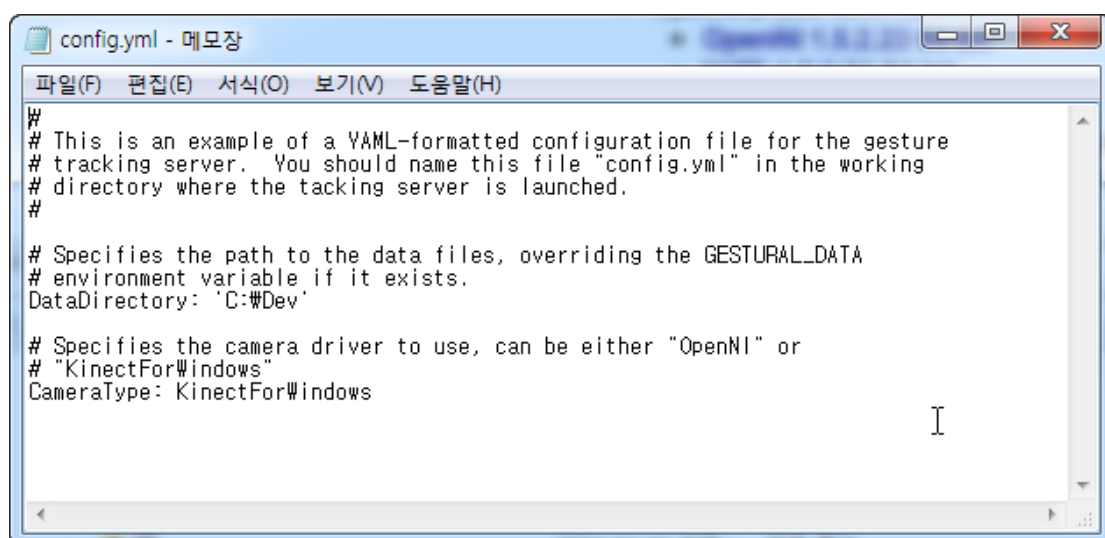 config.yml - 메모장
파일(F) 편집(E) 서식(O) 보기(V) 도움말(H)
#
# This is an example of a YAML-formatted configuration file for the gesture
# tracking server.  You should name this file "config.yml" in the working
# directory where the tacking server is launched.
#
# Specifies the path to the data files, overriding the GESTURAL_DATA
# environment variable if it exists.
DataDirectory: 'C:₩Dev'
# Specifies the camera driver to use, can be either "OpenNI" or
# "KinectForWindows"
CameraType: KinectForWindows